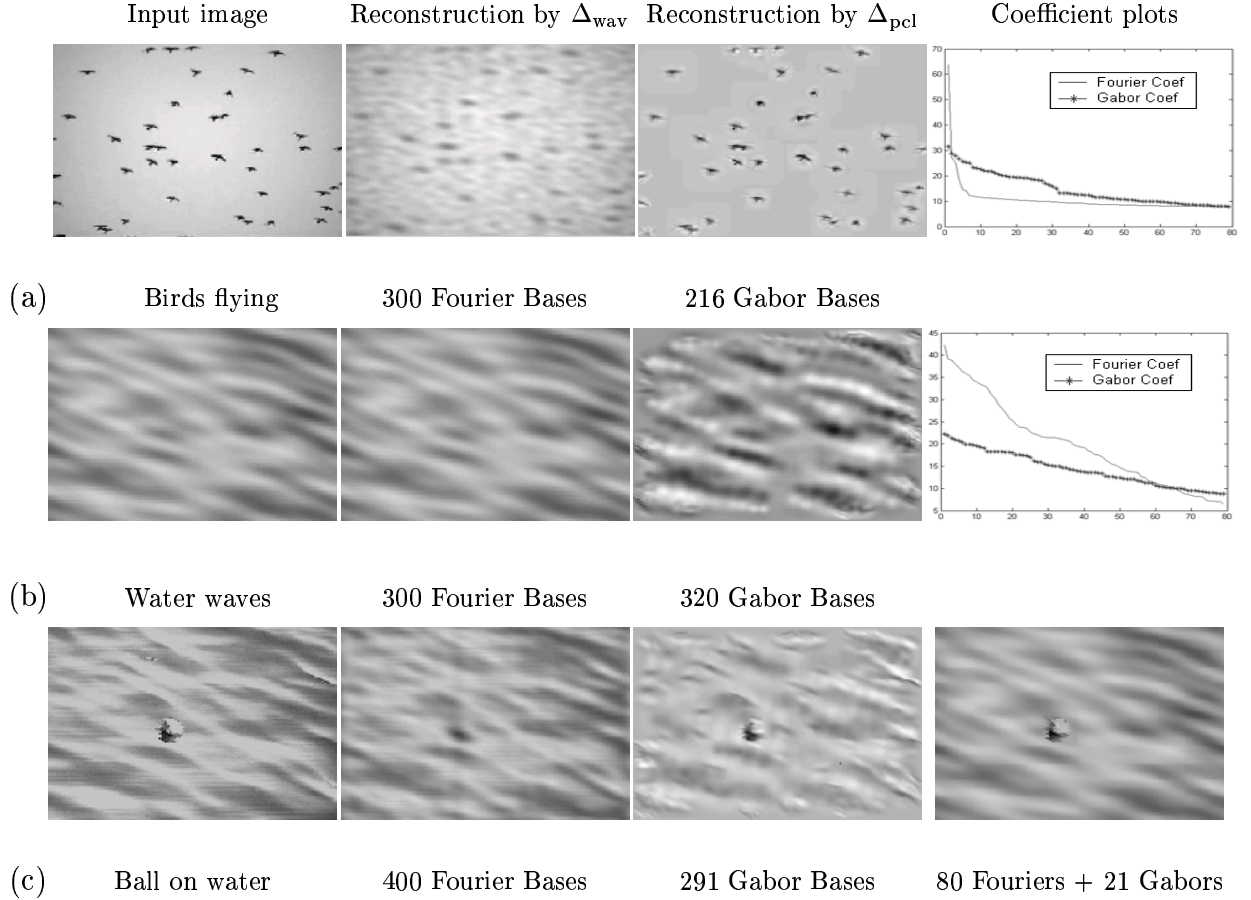 Input image Reconstruction by Δwav Reconstruction by Δpcl Coefficient plots
70
60
50
40
30
20
10
0
Fourier Coef
Gabor Coef
0 10 20 30 40 50 60 70 80
(a) Birds flying 300 Fourier Bases 216 Gabor Bases
45
40
35
30
25
20
15
10
5
Fourier Coef
Gabor Coef
0 10 20 30 40 50 60 70 80
(b) Water waves 300 Fourier Bases 320 Gabor Bases
(c) Ball on water 400 Fourier Bases 291 Gabor Bases 80 Fouriers + 21 Gabors